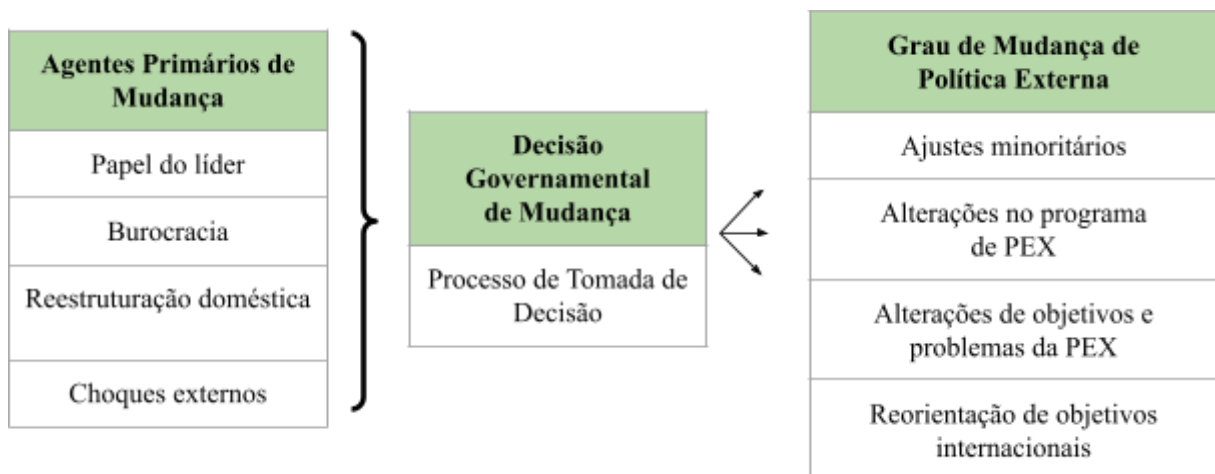 Agentes Primários de
Mudança
Papel do líder
Burocracia
Reestruturação doméstica
Choques externos
Decisão
Governamental
de Mudança
Processo de Tomada de
Decisão
Grau de Mudança de
Política Externa
Ajustes minoritários
Alterações no programa
de PEX
Alterações de objetivos e
problemas da PEX
Reorientação de objetivos
internacionais